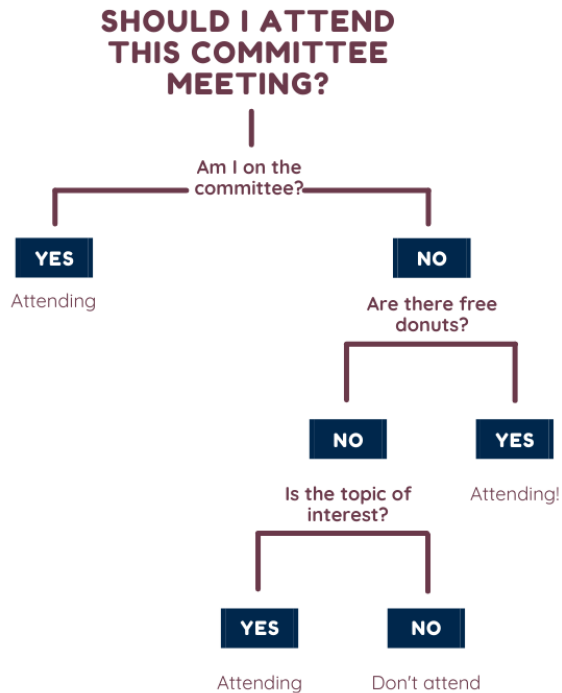 SHOULD I ATTEND
THIS COMMITTEE
MEETING?
Am I on the
committee?
YES
NO
Attending
Are there free
donuts?
NO
YES
Attending!
Is the topic of
interest?
YES
NO
Attending
Don't attend